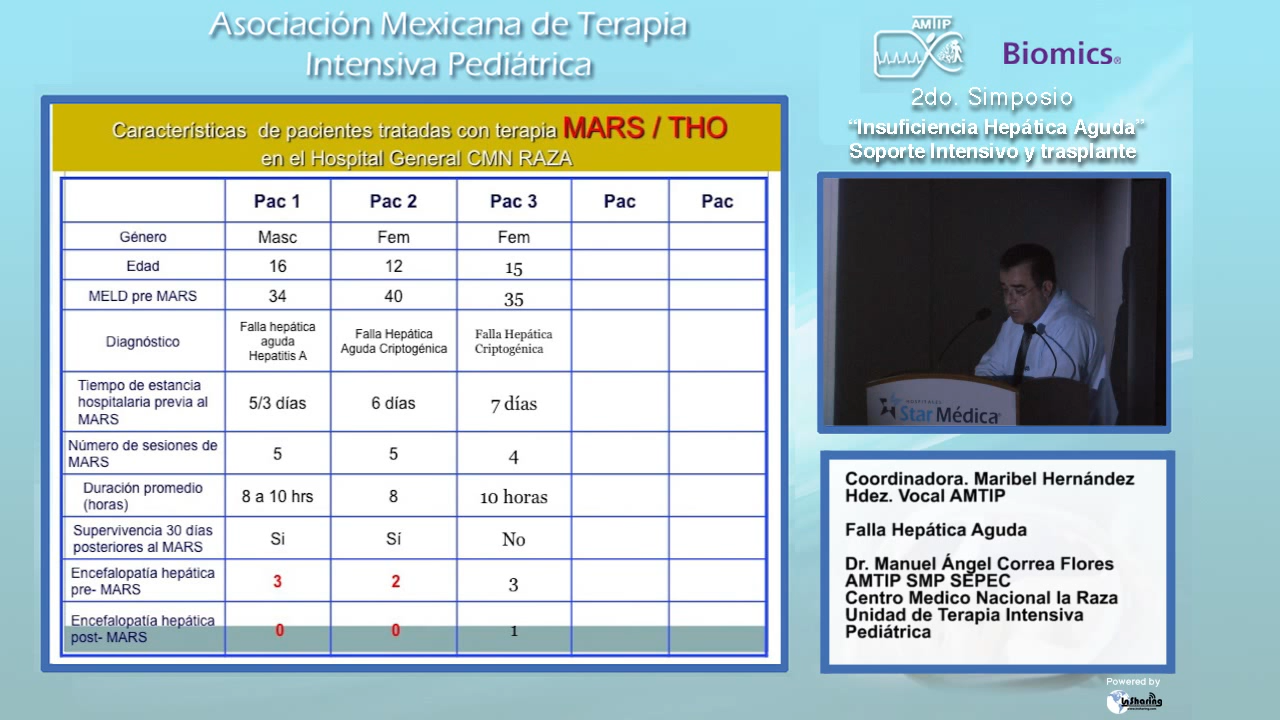 Asociación Mexicana de Terapia
Intensiva Pediátrica
Características de pacientes tratadas con terapia MARS / THO
en el Hospital General CMN RAZA
Pac 1 Pac 2 Pac 3 Pac Pac
Género Masc Fem Fem
Edad 16 12 15
MELD pre MARS 34 40 35
Diagnóstico
Falla hepática
aguda
Hepatitis A
Falla Hepática
Aguda Criptogénica
Falla Hepática
Criptogénica
Tiempo de estancia
hospitalaria previa al
MARS
5/3 días 6 días 7 días
Número de sesiones de
MARS
5 5 4
Duración promedio
(horas)
8 a 10 hrs 8 10 horas
Supervivencia 30 días
posteriores al MARS
Si Sí No
Encefalopatía hepática
pre- MARS
3 2 3
Encefalopatía hepática
post- MARS
0 0 1
AMTIP
Biomics®
2do. Simposio
“Insuficiencia Hepática Aguda”
Soporte Intensivo y trasplante
HOSPITALES
Star Médica
Coordinadora. Maribel Hernández
Hdez. Vocal AMTIP
Falla Hepática Aguda
Dr. Manuel Ángel Correa Flores
AMTIP SMP SEPEC
Centro Medico Nacional la Raza
Unidad de Terapia Intensiva
Pediátrica
Powered by
InSharing